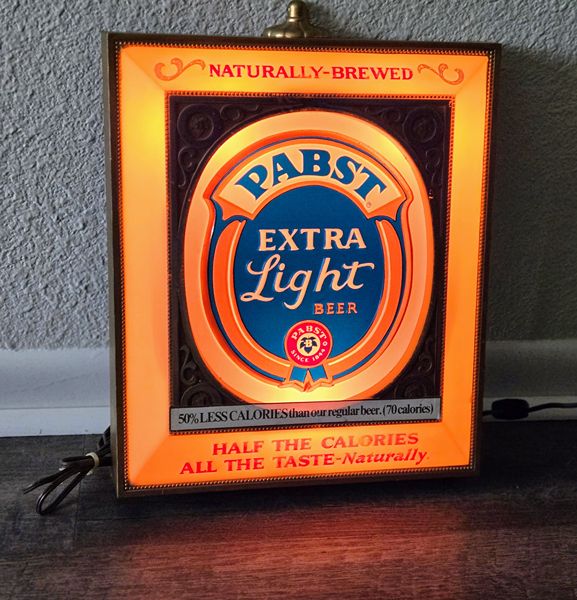 NATURALLY-BREWED
PABST
EXTRA
Light
BEER
PABST
SINCE 1844
50% LESS CALORIES than our regular beer. (70 calories)
HALF THE CALORIES
ALL THE TASTE-Naturally.